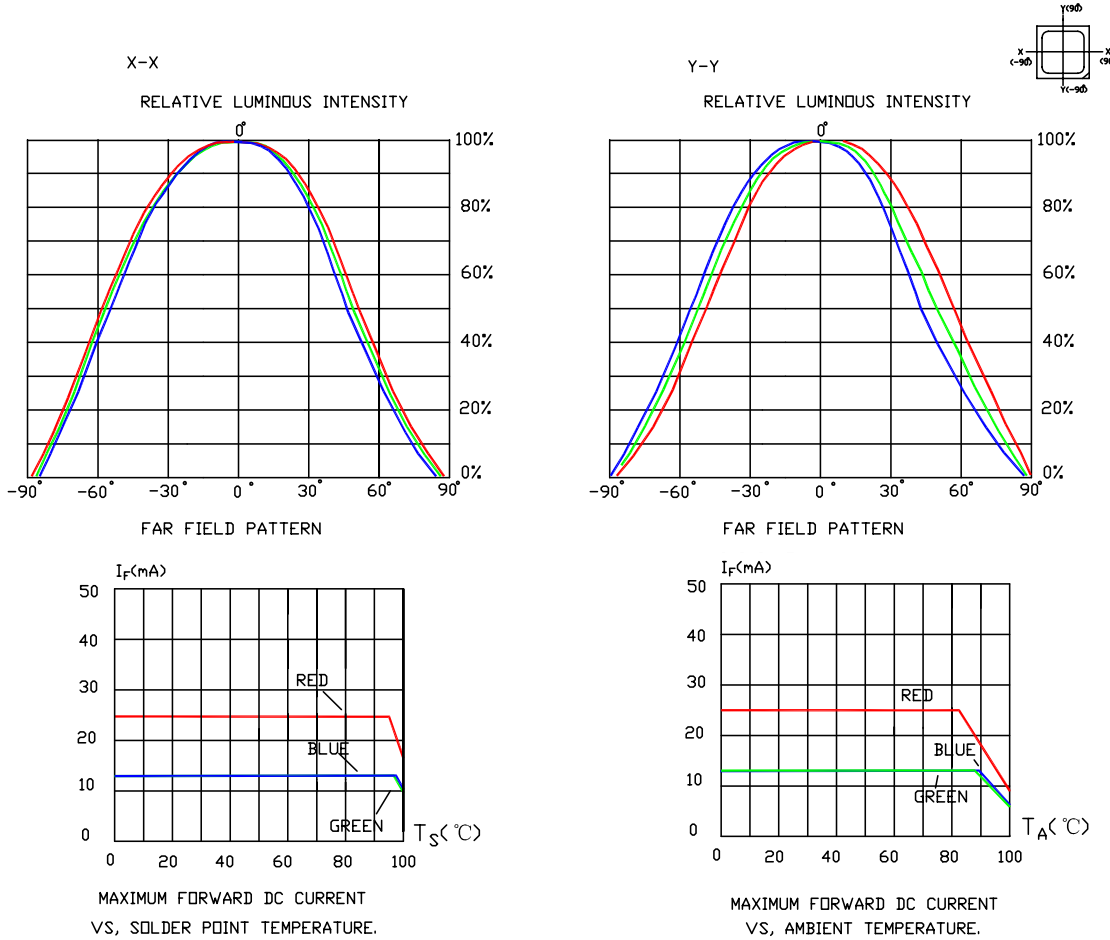 X-X
RELATIVE LUMINOUS INTENSITY
0°
100%
80%
60%
40%
20%
0%
-90° -60° -30° 0 30° 60° 90°
FAR FIELD PATTERN
Y-Y
RELATIVE LUMINOUS INTENSITY
0°
100%
80%
60%
40%
20%
0%
-90° -60° -30° 0° 30° 60° 90°
FAR FIELD PATTERN
Y(90°)
X X
(-90°) (90°)
Y(-90°)
IF(mA)
50
40
30
20
10
0
RED
BLUE
GREEN
TS(℃)
0 20 40 60 80 100
MAXIMUM FORWARD DC CURRENT
VS, SOLDER POINT TEMPERATURE.
IF(mA)
50
40
30
20
10
0
RED
BLUE
GREEN
TA(℃)
0 20 40 60 80 100
MAXIMUM FORWARD DC CURRENT
VS, AMBIENT TEMPERATURE.